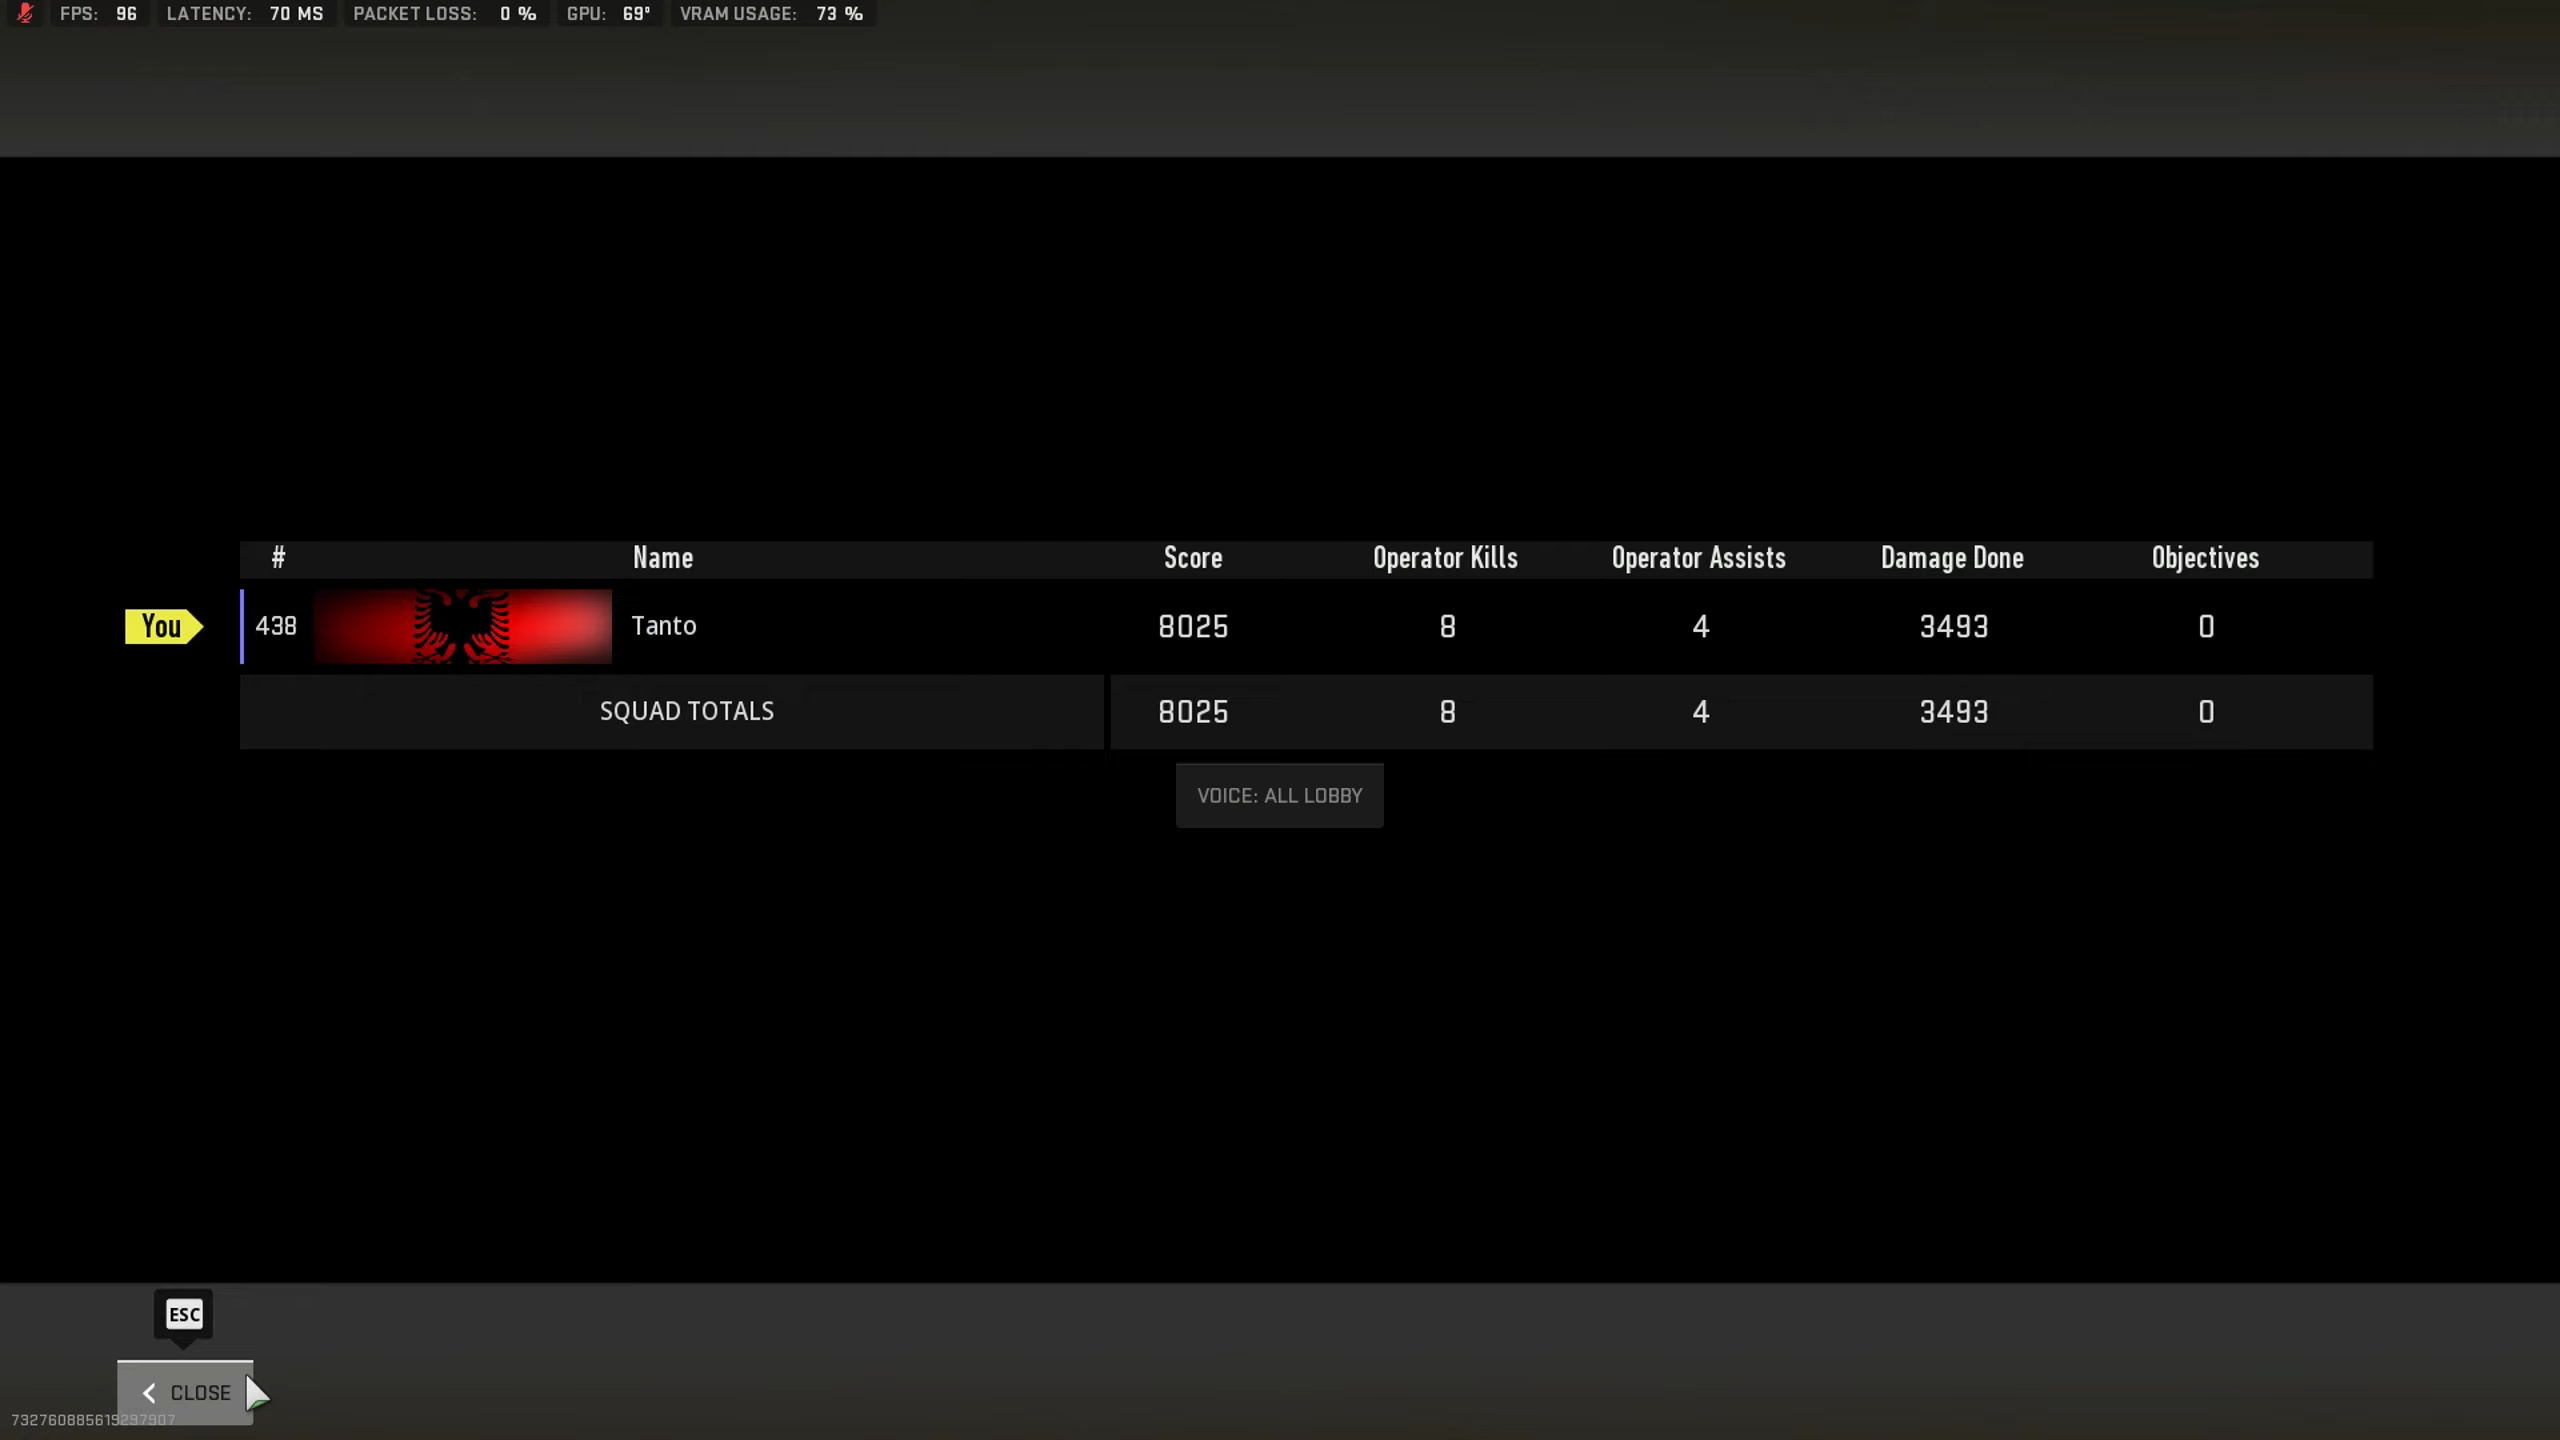 FPS: 96 LATENCY: 70 MS PACKET LOSS: 0 % GPU: 69° VRAM USAGE: 73 %
# Name Score Operator Kills Operator Assists Damage Done Objectives
You 438 Tanto 8025 8 4 3493 0
SQUAD TOTALS 8025 8 4 3493 0
VOICE: ALL LOBBY
ESC
CLOSE
732760885619297907